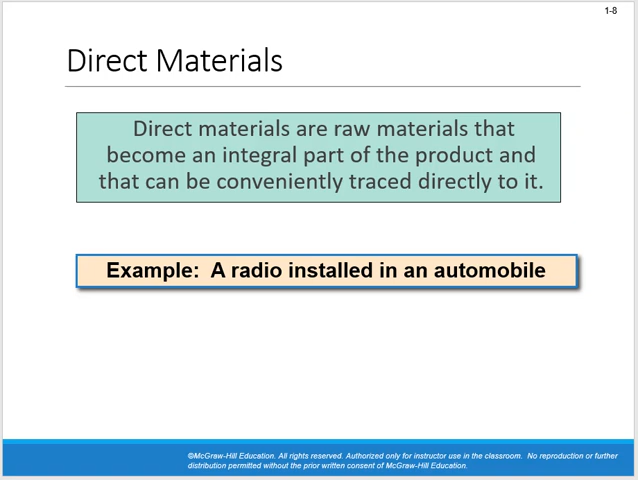 1-8
Direct Materials
Direct materials are raw materials that
become an integral part of the product and
that can be conveniently traced directly to it.
Example:  A radio installed in an automobile
©McGraw-Hill Education. All rights reserved. Authorized only for instructor use in the classroom.  No reproduction or further
distribution permitted without the prior written consent of McGraw-Hill Education.